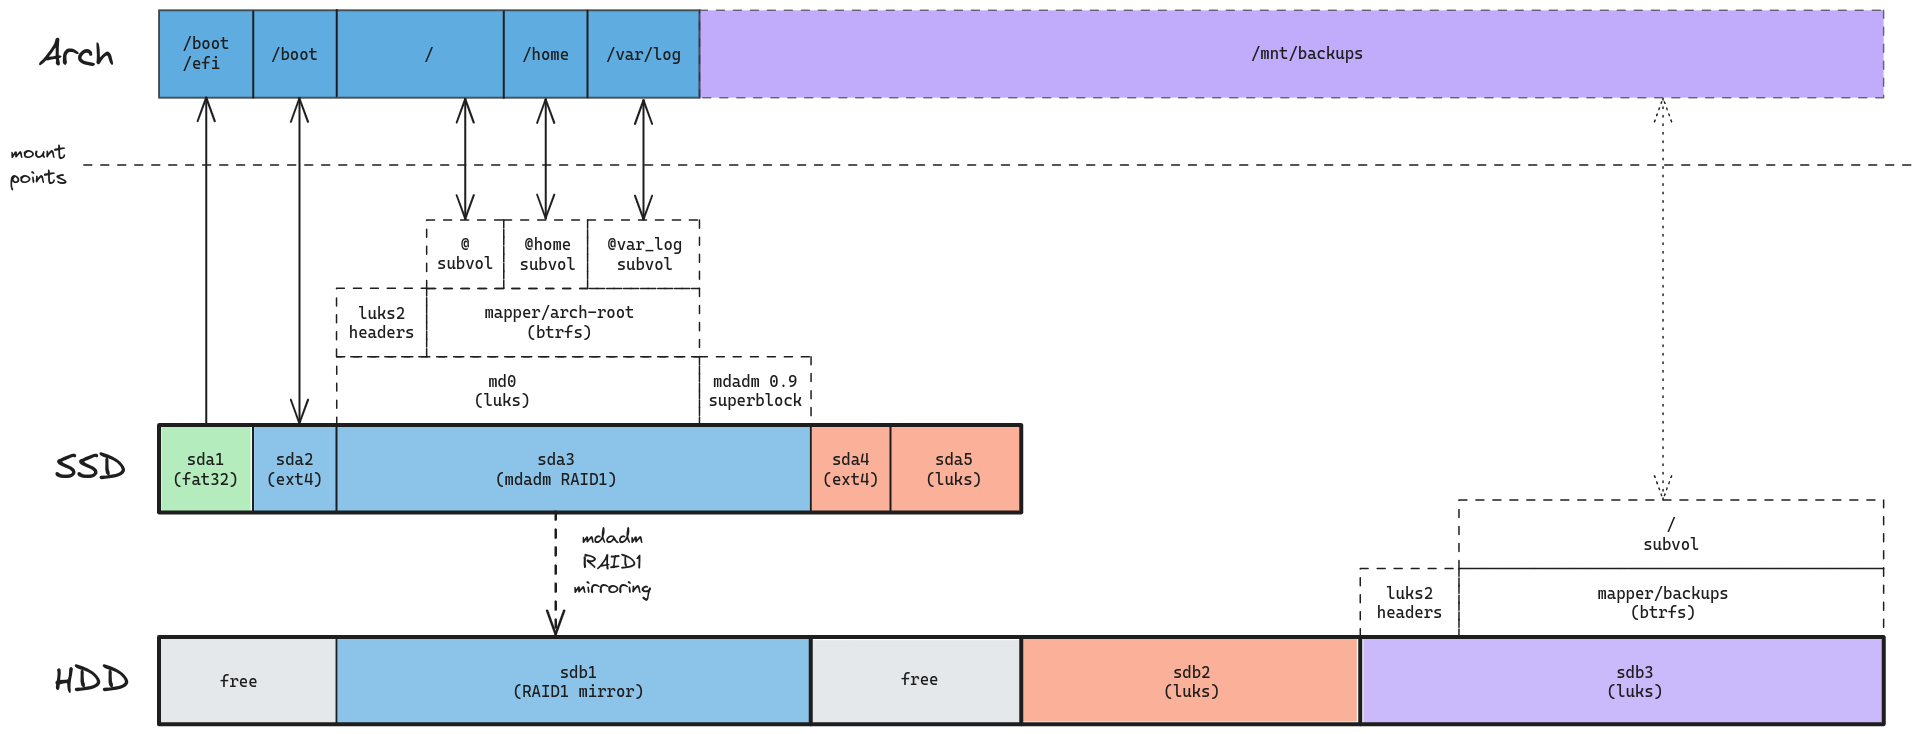 Arch
/boot
/efi
/boot
/
/home
/var/log
/mnt/backups
mount
points
@
subvol
@home
subvol
@var_log
subvol
luks2
headers
mapper/arch-root
(btrfs)
md0
(luks)
mdadm 0.9
superblock
SSD
sda1
(fat32)
sda2
(ext4)
sda3
(mdadm RAID1)
sda4
(ext4)
sda5
(luks)
mdadm
RAID1
mirroring
/
subvol
luks2
headers
mapper/backups
(btrfs)
HDD
free
sdb1
(RAID1 mirror)
free
sdb2
(luks)
sdb3
(luks)